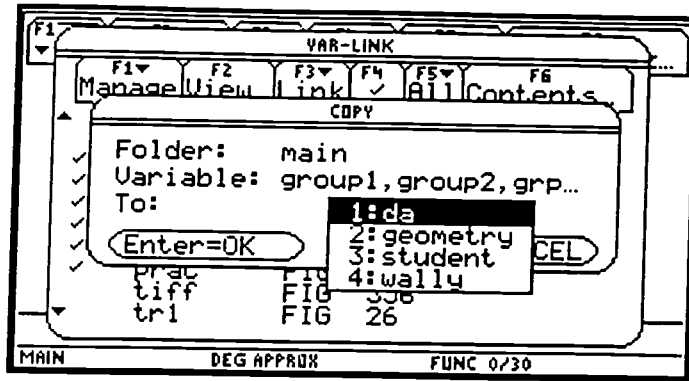 F1
VAR-LINK
F1▼ F2 F3▼ F4 F5▼ F6
Manage View Link ✓ All Contents..
COPY
Folder: main
Variable: group1,group2,grp…
To:
1:da
2:geometry
3:student
4:wally
Enter=OK CEL
prac FIG
tiff FIG 336
tr1 FIG 26
MAIN DEG APPROX FUNC 0/30